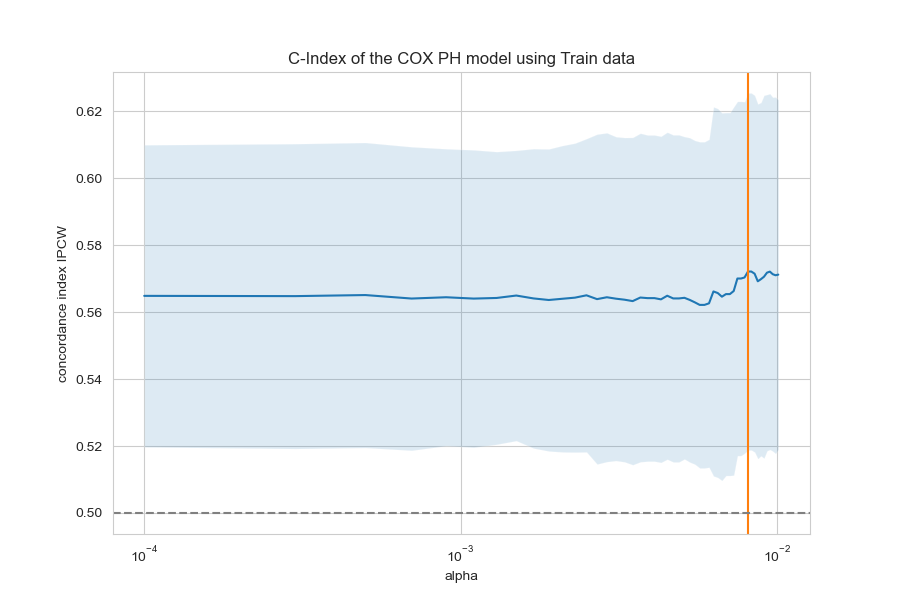 C-Index of the COX PH model using Train data
concordance index IPCW
0.62
0.60
0.58
0.56
0.54
0.52
0.50
10⁻⁴ 10⁻³ 10⁻²
alpha